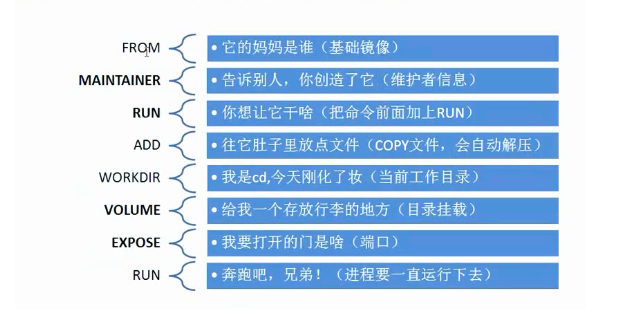 FROM • 它的妈妈是谁（基础镜像）
MAINTAINER • 告诉别人，你创造了它（维护者信息）
RUN • 你想让它干啥（把命令前面加上RUN）
ADD • 往它肚子里放点文件（COPY文件，会自动解压）
WORKDIR • 我是cd,今天刚化了妆（当前工作目录）
VOLUME • 给我一个存放行李的地方（目录挂载）
EXPOSE • 我要打开的门是啥（端口）
RUN • 奔跑吧，兄弟！（进程要一直运行下去）